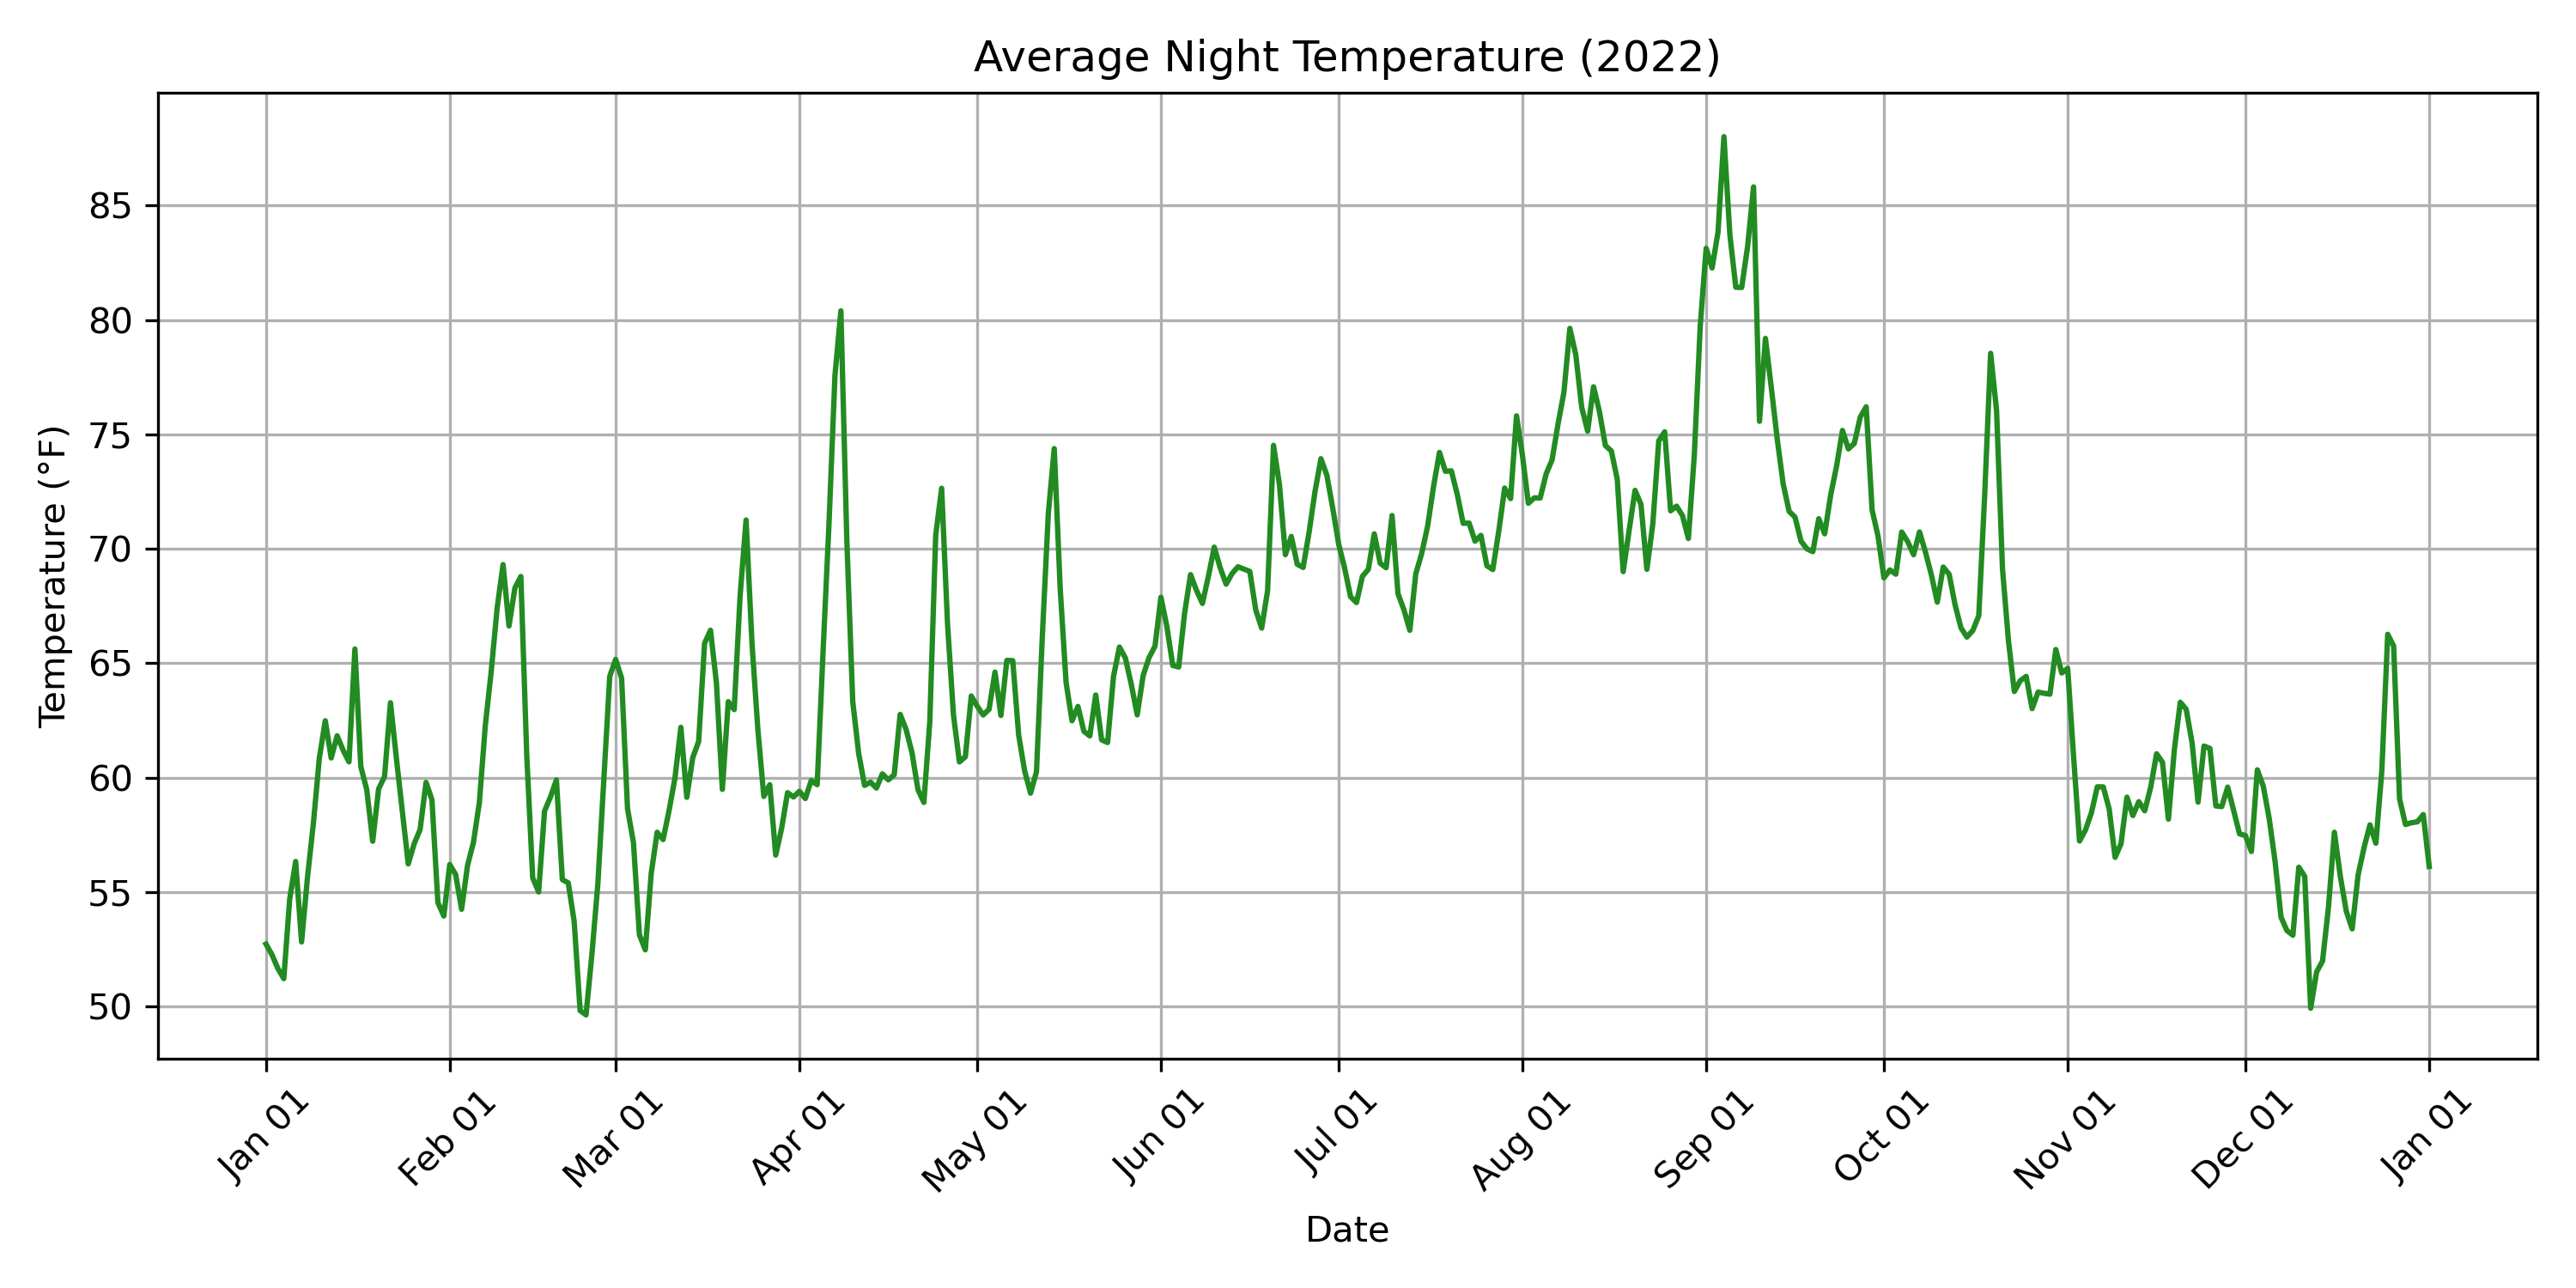 Average Night Temperature (2022)
Temperature (°F)
85
80
75
70
65
60
55
50
Jan 01
Feb 01
Mar 01
Apr 01
May 01
Jun 01
Jul 01
Aug 01
Sep 01
Oct 01
Nov 01
Dec 01
Jan 01
Date